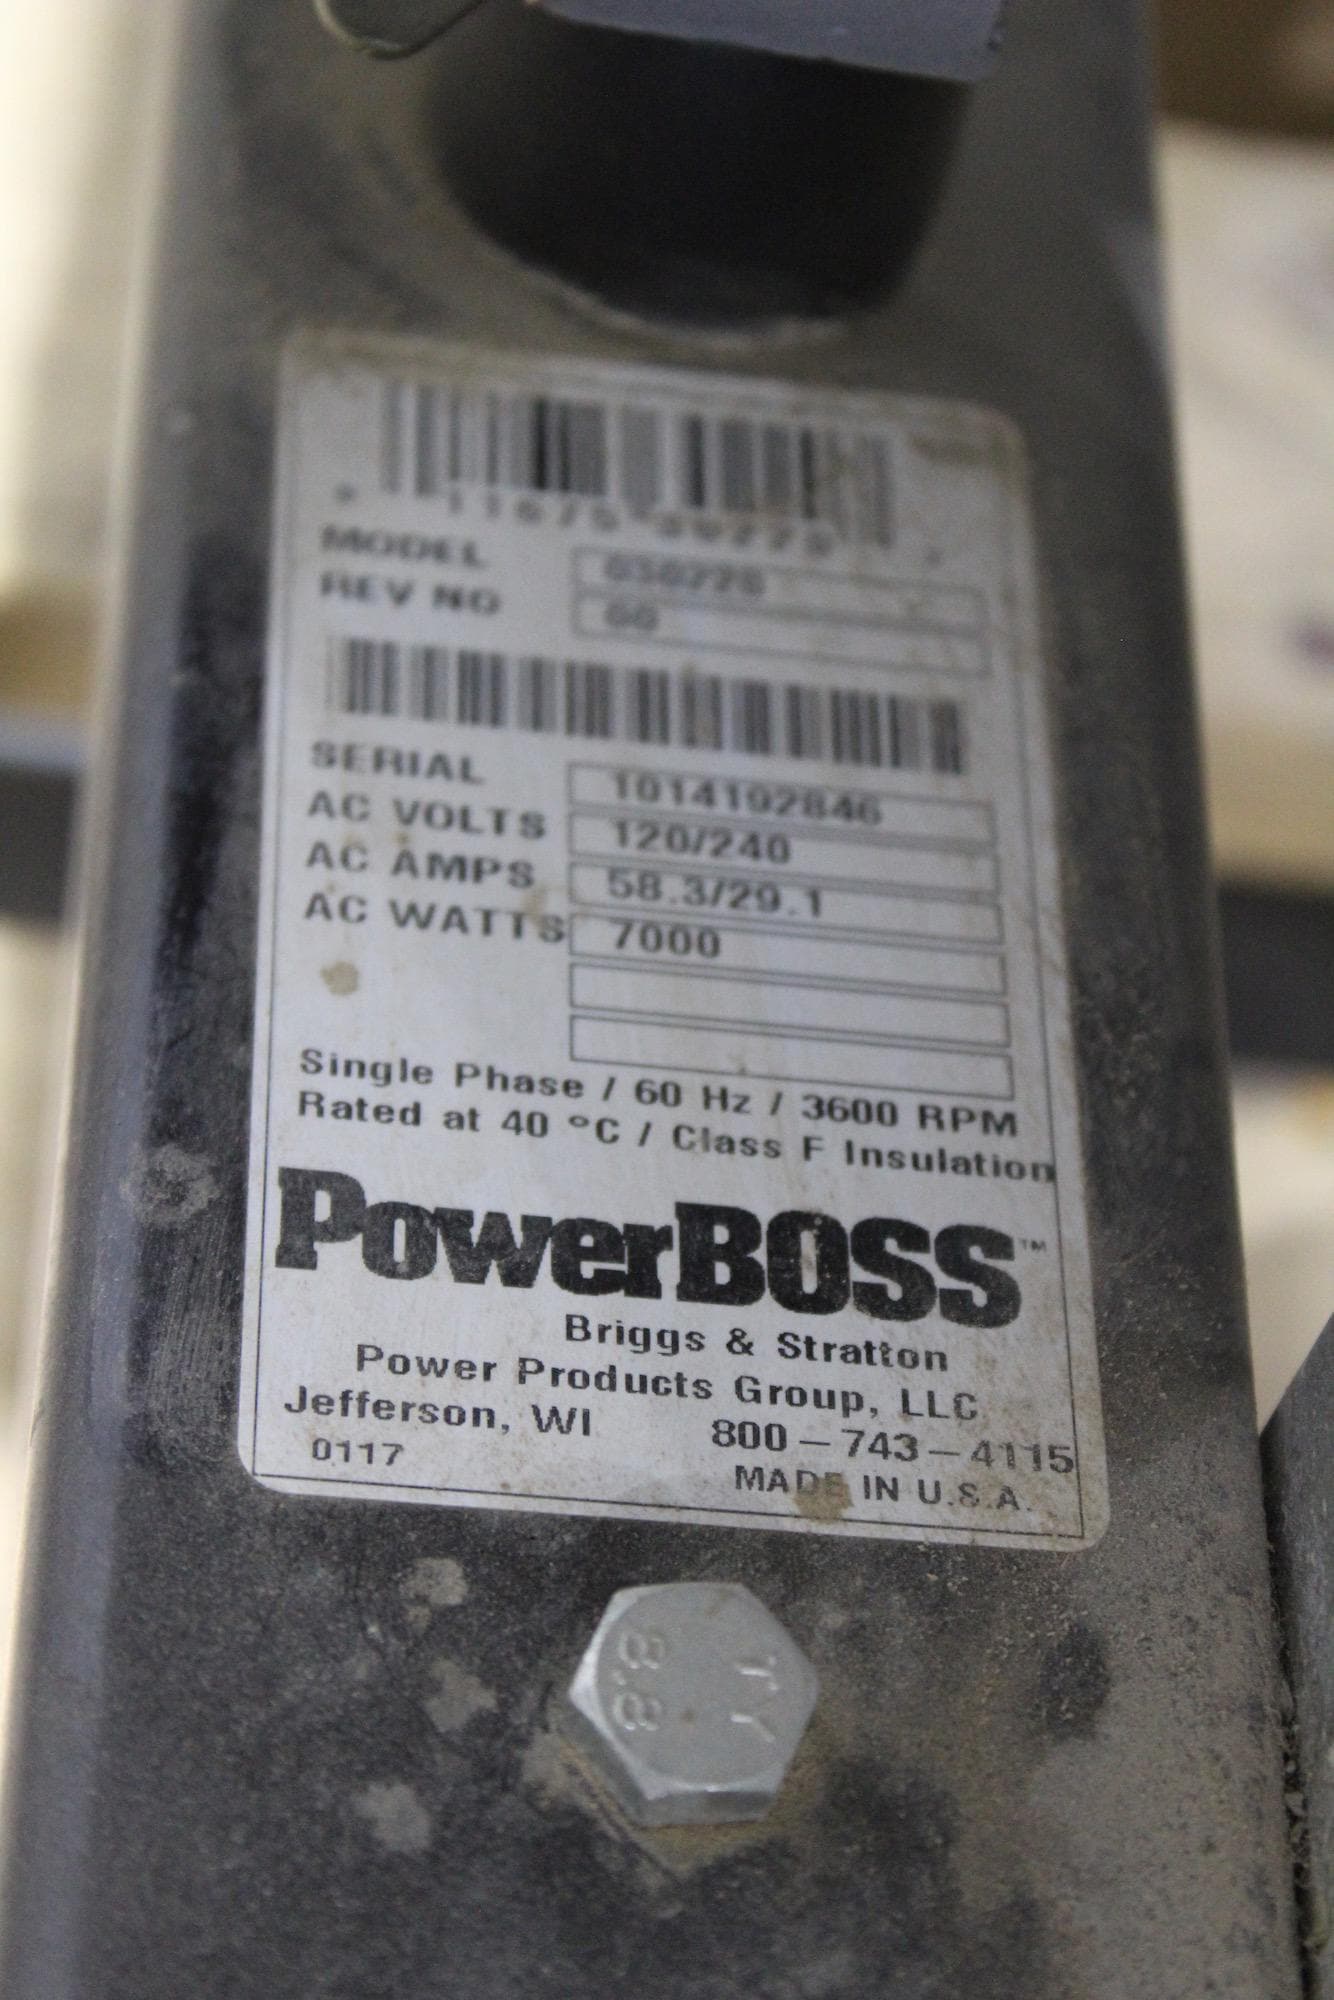 MODEL
REV NO 00
SERIAL 1014192846
AC VOLTS 120/240
AC AMPS 58.3/29.1
AC WATTS 7000
Single Phase / 60 Hz / 3600 RPM
Rated at 40 °C / Class F Insulation
PowerBOSS™
Briggs & Stratton
Power Products Group, LLC
Jefferson, WI 800-743-4115
0117 MADE IN U.S.A.
TY
8.8